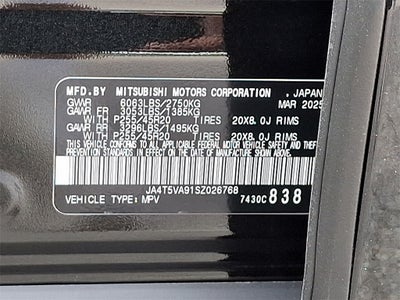 MFD.BY MITSUBISHI MOTORS CORPORATION , JAPAN
GVWR 6063LBS/2750KG MAR 2025
GAWR FR 3053LBS/1385KG
WITH P255/45R20 TIRES 20X8.0J RIMS
GAWR RR 3296LBS/1495KG
WITH P255/45R20 TIRES 20X8.0J RIMS
THIS VEHICLE CONFORMS TO ALL APPLICABLE FEDERAL
MOTOR VEHICLE SAFETY, BUMPER, AND THEFT
PREVENTION STANDARDS IN EFFECT ON THE DATE OF
MANUFACTURE SHOWN ABOVE.
JA4T5VA91SZ026768
VEHICLE TYPE: MPV 7430C838